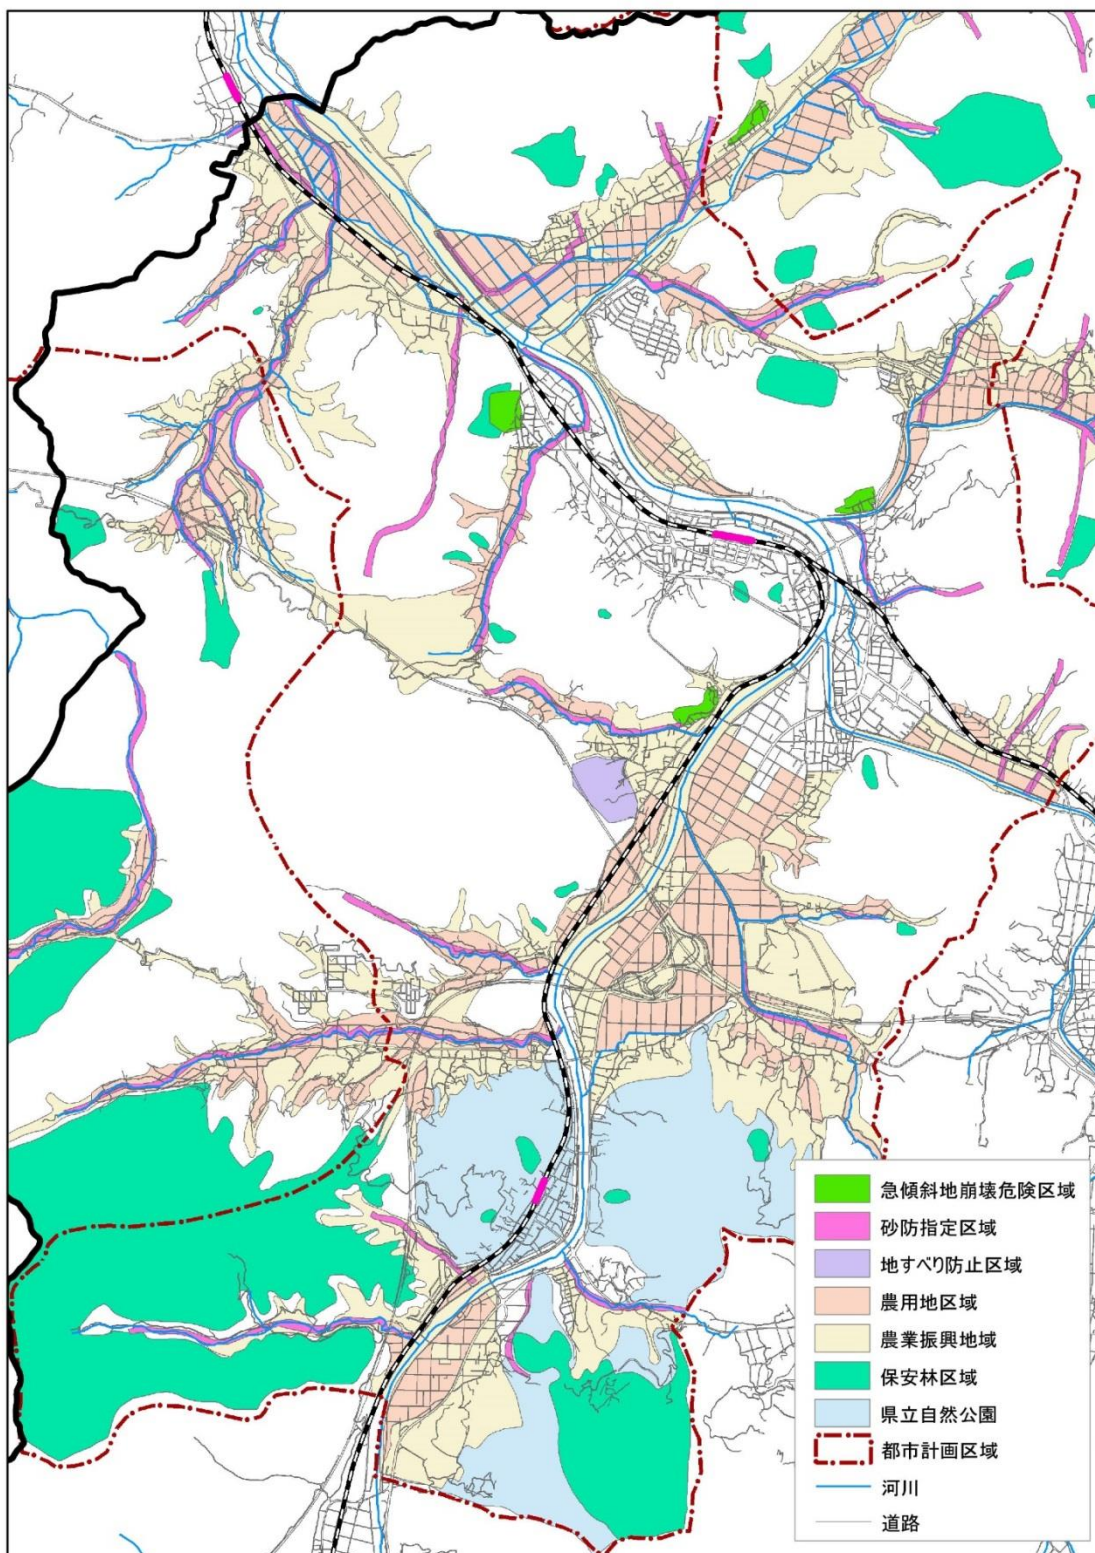 急傾斜地崩壊危険区域
砂防指定区域
地すべり防止区域
農用地区域
農業振興地域
保安林区域
県立自然公園
都市計画区域
河川
道路